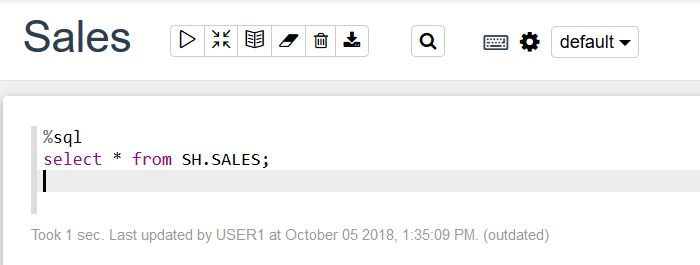 Sales
default
%sql
select * from SH.SALES;
Took 1 sec. Last updated by USER1 at October 05 2018, 1:35:09 PM. (outdated)